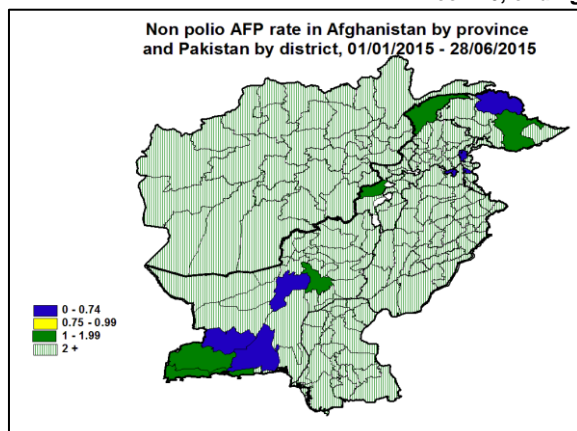 Non polio AFP rate in Afghanistan by province
and Pakistan by district, 01/01/2015 - 28/06/2015
0 - 0.74
0.75 - 0.99
1 - 1.99
2 +